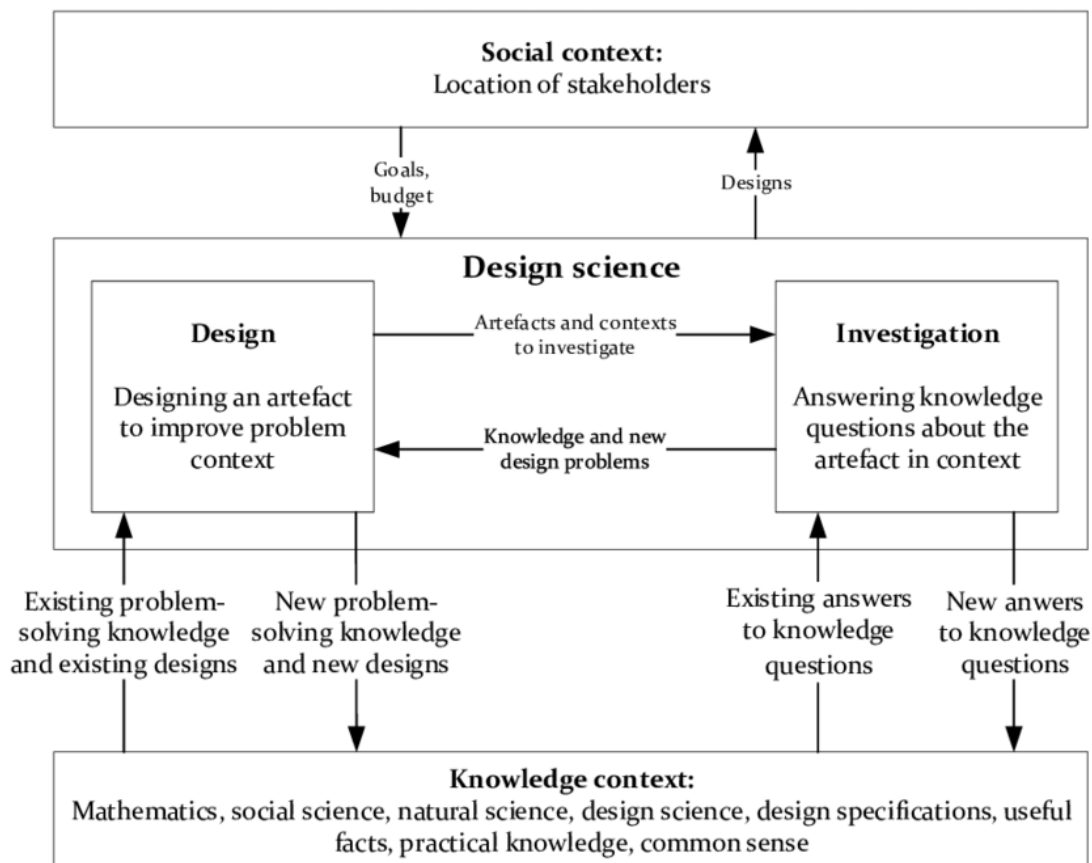 Social context:
Location of stakeholders
Goals,
budget
Designs
Design science
Design
Designing an artefact
to improve problem
context
Artefacts and contexts
to investigate
Knowledge and new
design problems
Investigation
Answering knowledge
questions about the
artefact in context
Existing problem-
solving knowledge
and existing designs
New problem-
solving knowledge
and new designs
Existing answers
to knowledge
questions
New anwers
to knowledge
questions
Knowledge context:
Mathematics, social science, natural science, design science, design specifications, useful
facts, practical knowledge, common sense